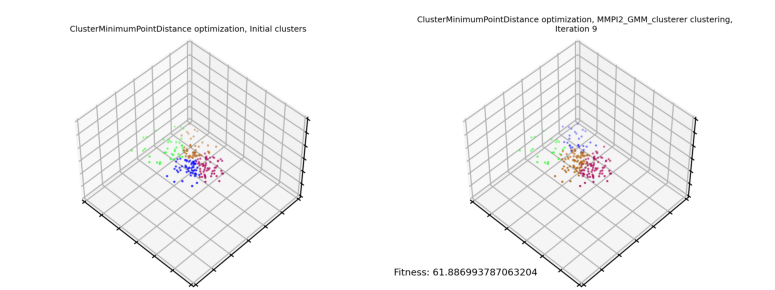 ClusterMinimumPointDistance optimization, Initial clusters
ClusterMinimumPointDistance optimization, MMPI2_GMM_clusterer clustering,
Iteration 9
Fitness: 61.886993787063204